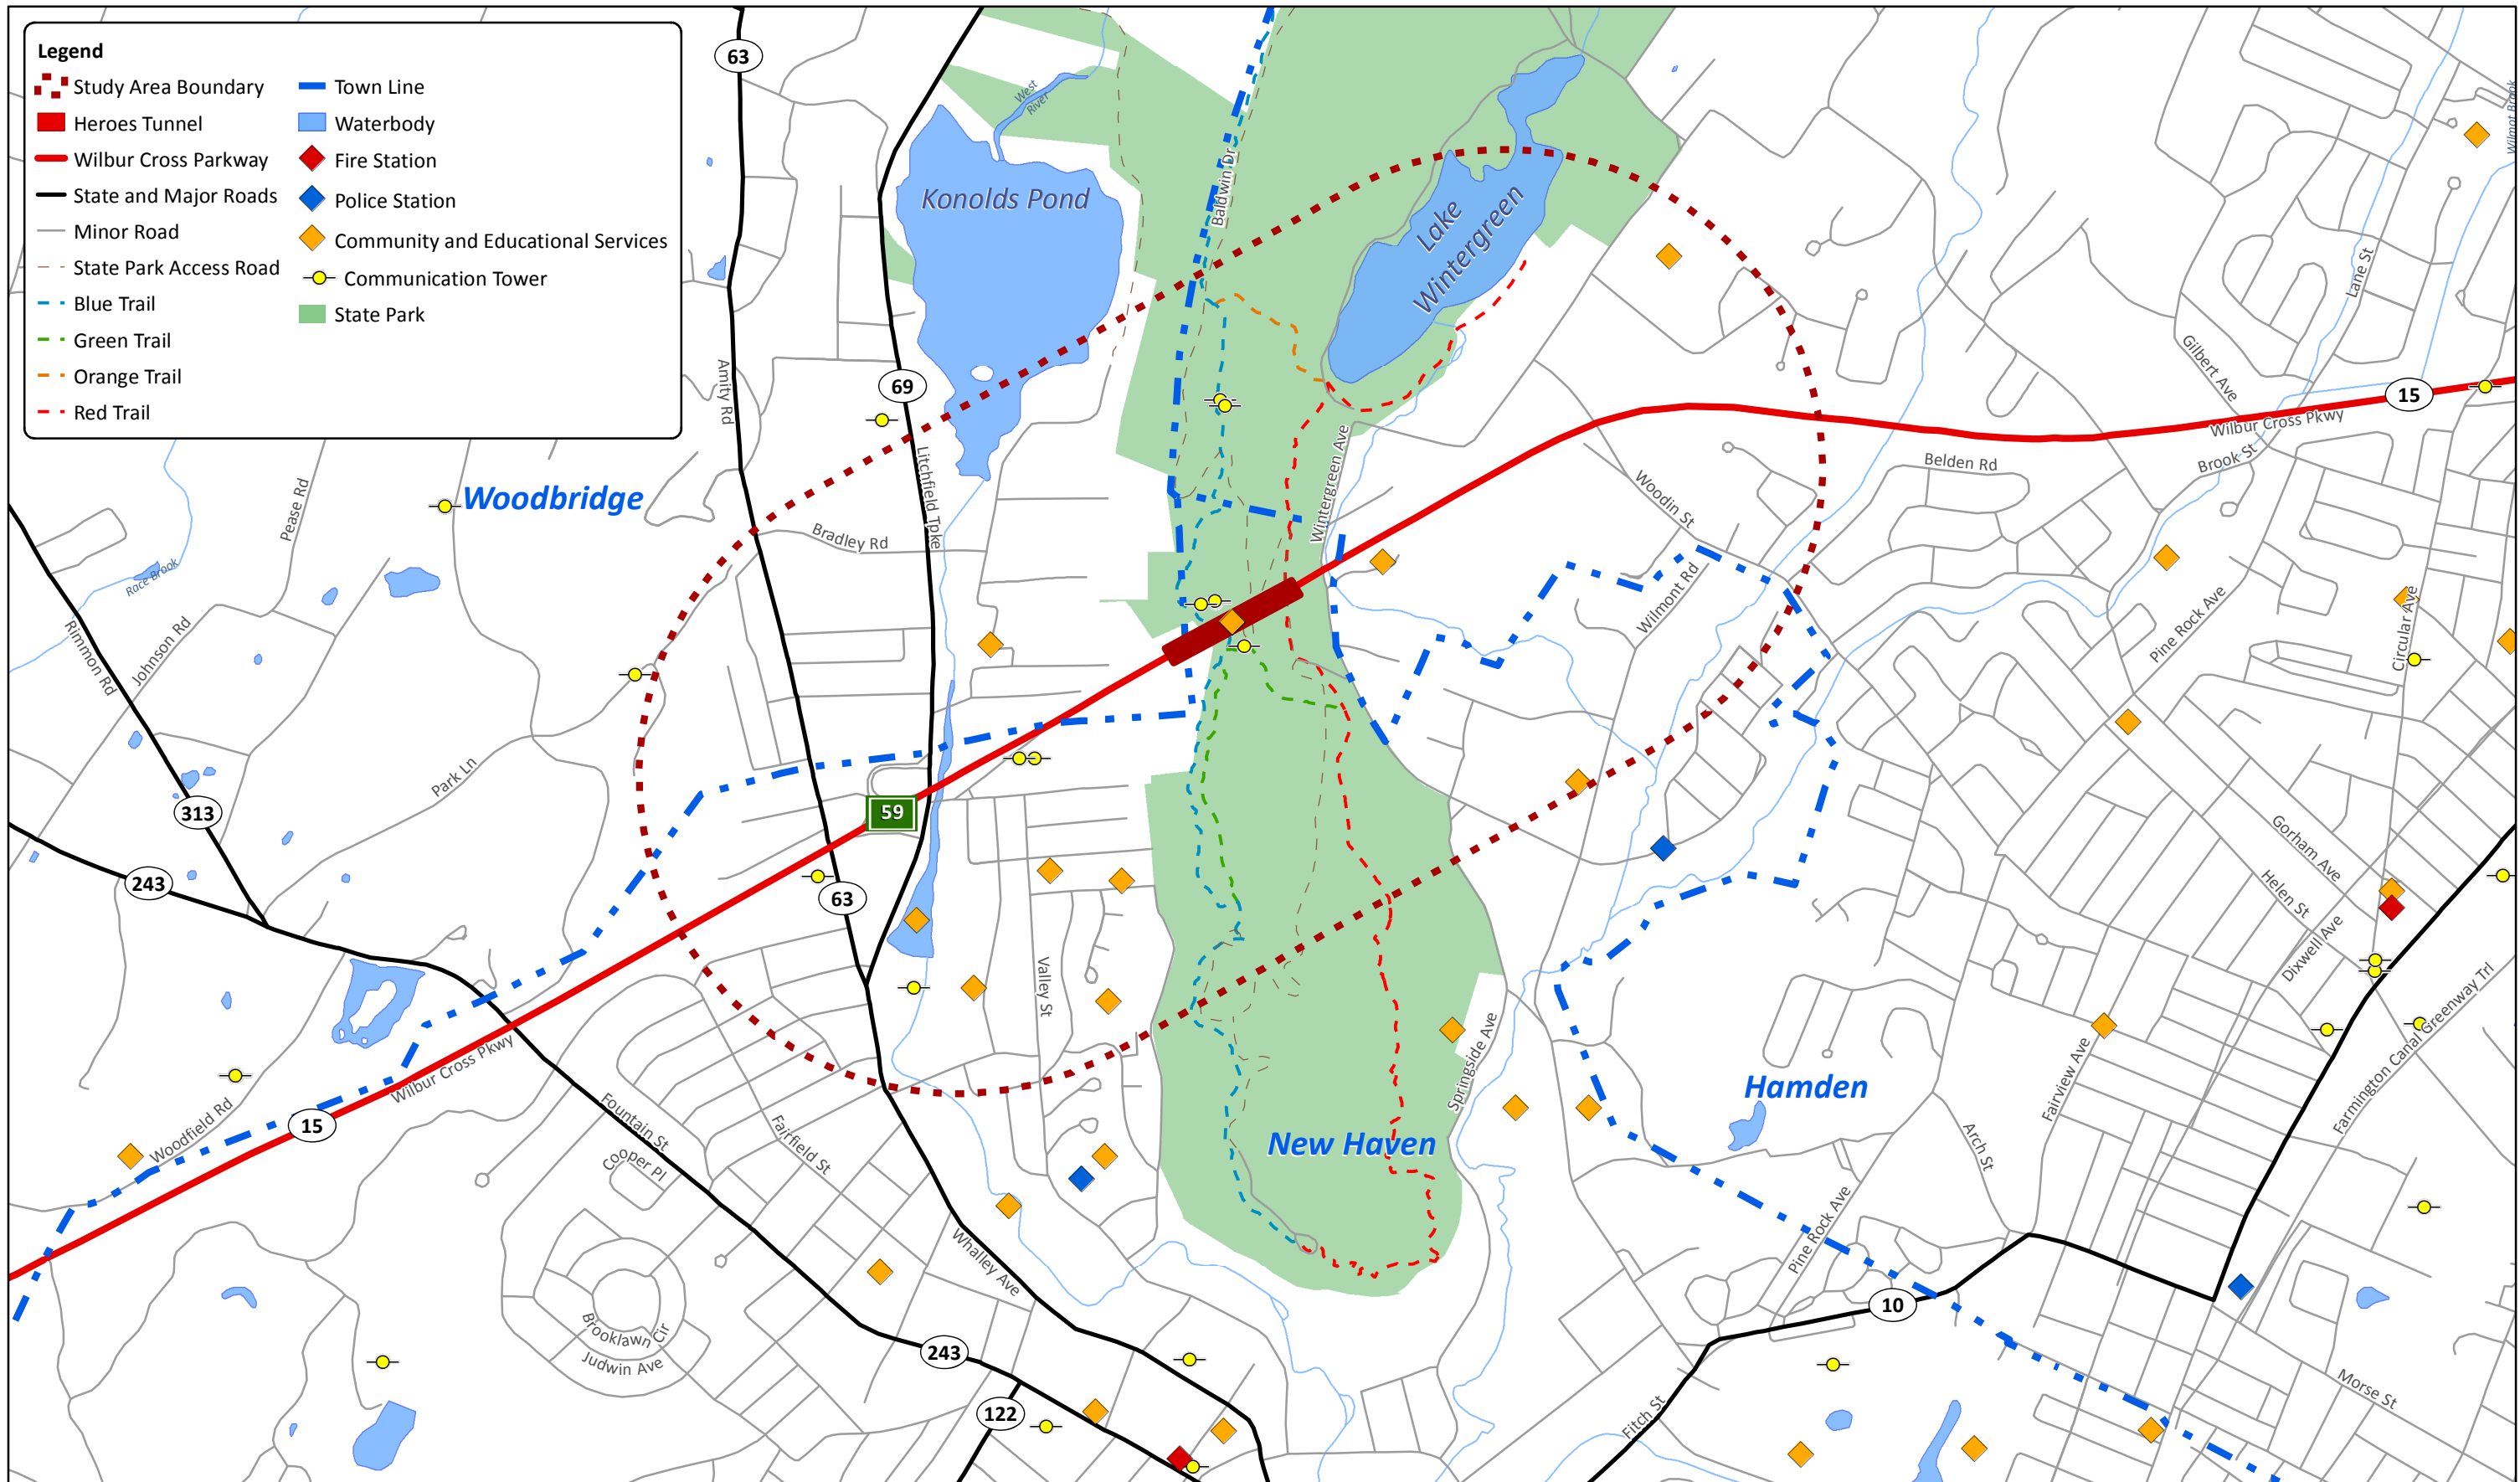 Legend
Study Area Boundary
Heroes Tunnel
Wilbur Cross Parkway
State and Major Roads
Minor Road
State Park Access Road
Blue Trail
Green Trail
Orange Trail
Red Trail
Town Line
Waterbody
Fire Station
Police Station
Community and Educational Services
Communication Tower
State Park
63
West
River
Wilmot Brook
Baldwin Dr
Konolds Pond
Lake
Wintergreen
Lane St
Gilbert Ave
Amity Rd
69
15
Wilbur Cross Pkwy
Brook St
Belden Rd
Litchfield Tpke
Wintergreen Ave
Woodin St
Pease Rd
Woodbridge
Bradley Rd
Race Brook
Wilmont Rd
Pine Rock Ave
Circular Ave
Rimmon Rd
Johnson Rd
Park Ln
313
59
243
63
Gorham Ave
Helen St
Dixwell Ave
Valley St
Farmington Canal Greenway Trl
Springside Ave
Wilbur Cross Pkwy
15
Woodfield Rd
Fountain St
Cooper Pl
Fairfield St
New Haven
Hamden
Fairview Ave
Arch St
Pine Rock Ave
Whalley Ave
10
Brooklawn Cir
Judwin Ave
243
122
Fitch St
Morse St